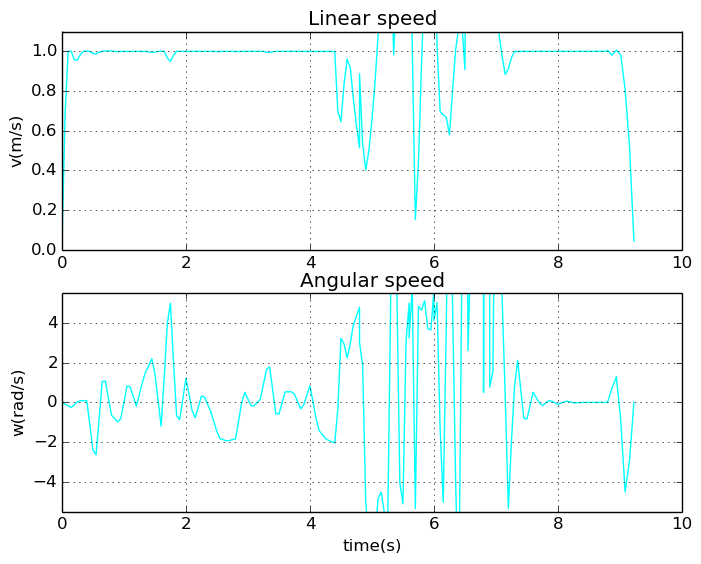 Linear speed
v(m/s)
1.0
0.8
0.6
0.4
0.2
0.0
0 2 4 6 8 10
Angular speed
w(rad/s)
4
2
0
−2
−4
0 2 4 6 8 10
time(s)